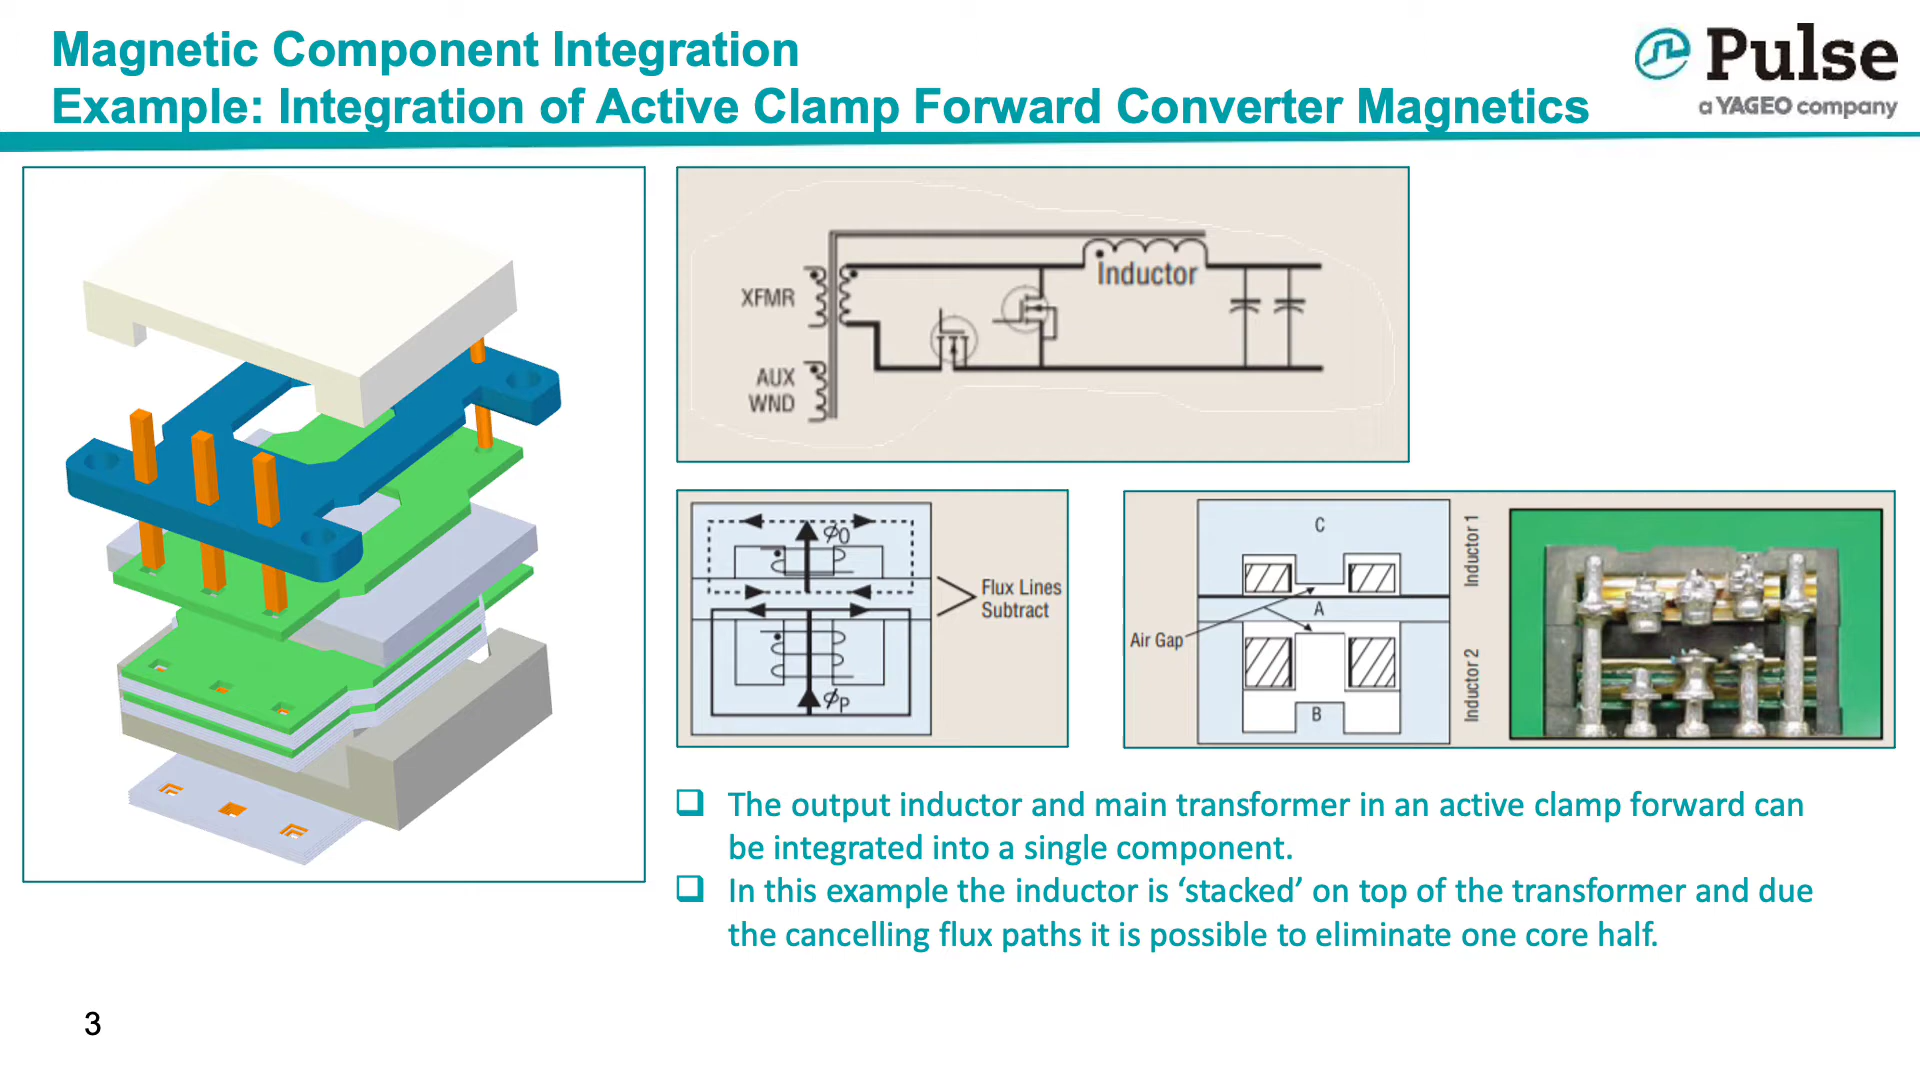 Magnetic Component Integration
Example: Integration of Active Clamp Forward Converter Magnetics
Pulse
a YAGEO company
XFMR
Inductor
AUX
WND
ϕO
Flux Lines
Subtract
ϕP
C
Inductor 1
A
Air Gap
Inductor 2
B
❑ The output inductor and main transformer in an active clamp forward can
be integrated into a single component.
❑ In this example the inductor is ‘stacked’ on top of the transformer and due
the cancelling flux paths it is possible to eliminate one core half.
3